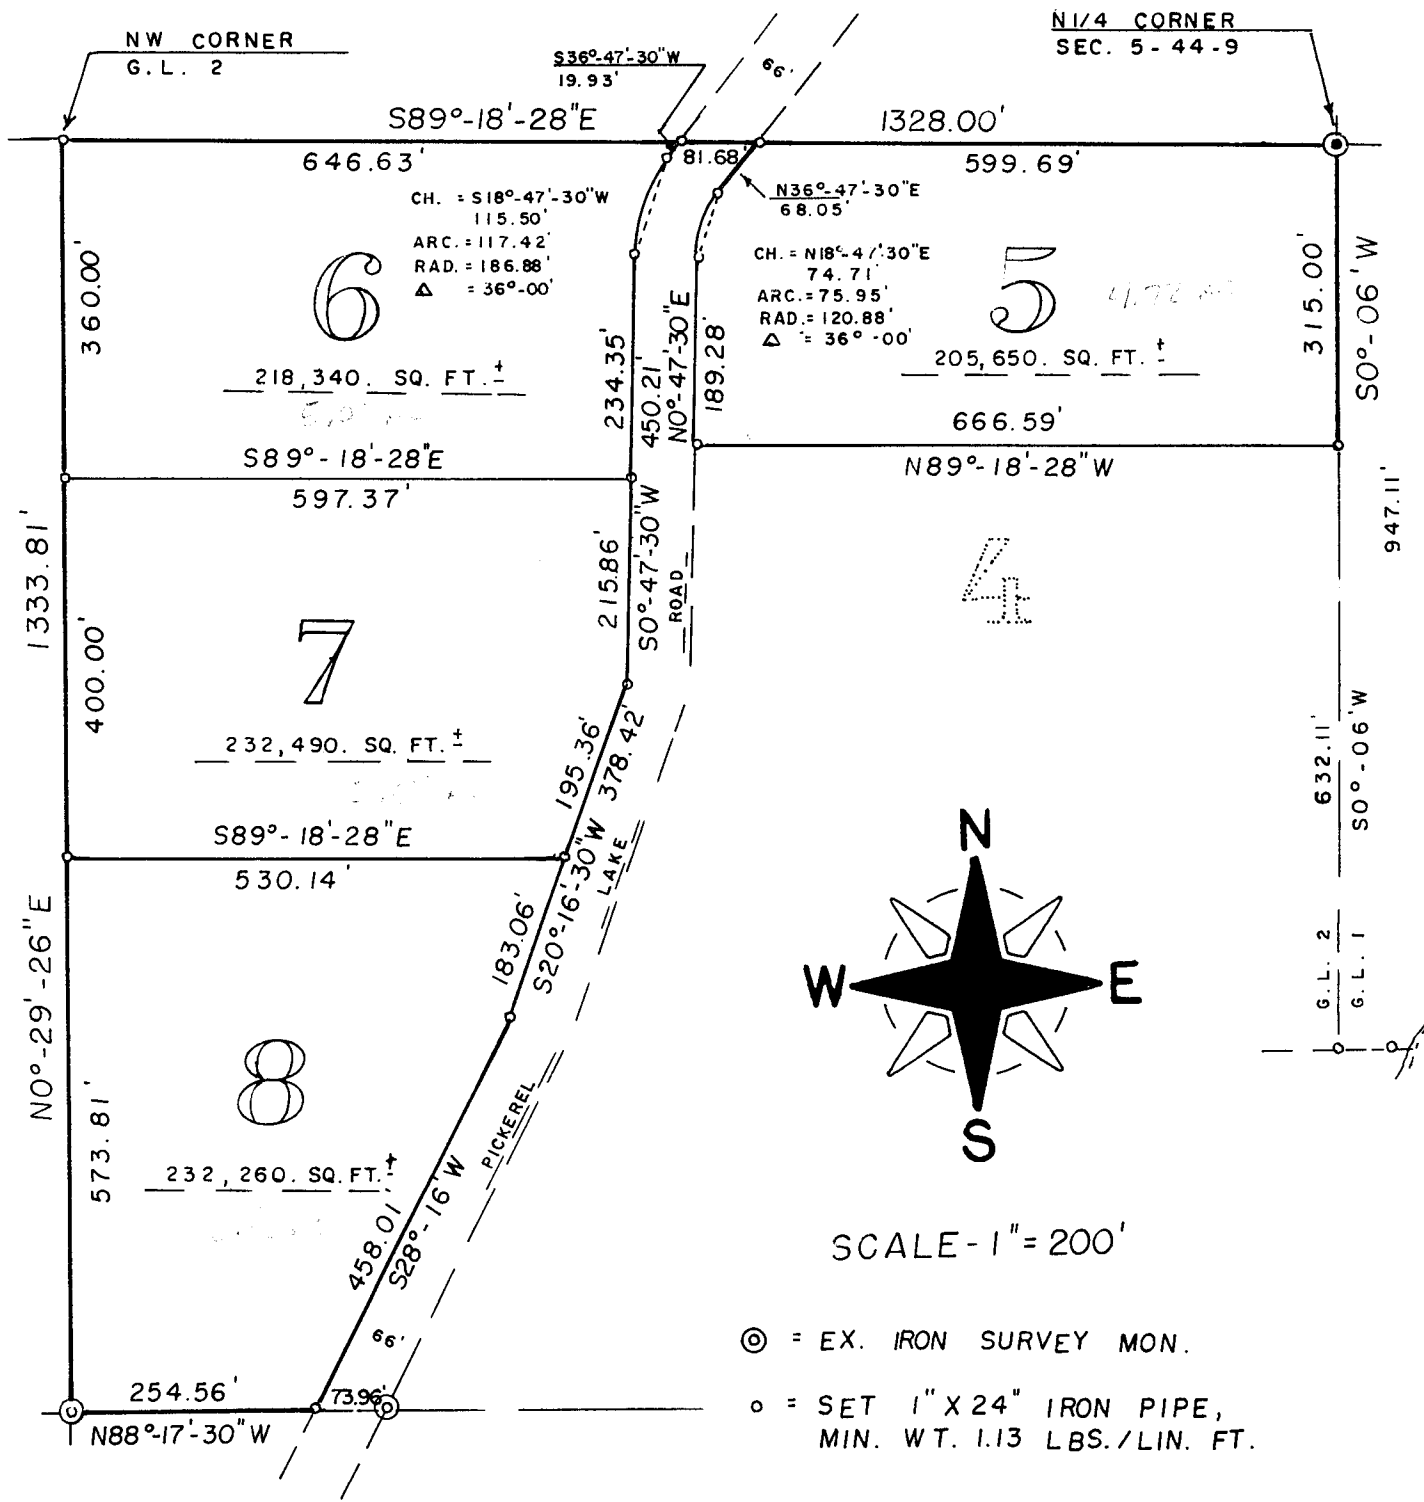 NW CORNER
G.L. 2
S36°-47'-30"W
19.93'
66'
N 1/4 CORNER
SEC. 5-44-9
S89°-18'-28"E
1328.00'
646.63'
81.68'
599.69'
CH. = S18°-47'-30"W
115.50'
ARC. = 117.42'
RAD. = 186.88'
Δ = 36°-00'
N36°-47'-30"E
68.05'
CH. = N18°-47'-30"E
74.71'
ARC. = 75.95'
RAD. = 120.88'
Δ = 36°-00'
360.00'
6
218,340. SQ. FT. ±
234.35'
450.21'
N0°-47'-30"E
189.28'
5
4.72 AC
205,650. SQ. FT. ±
315.00'
S0°-06'W
666.59'
N89°-18'-28"W
S89°-18'-28"E
597.37'
1333.81'
400.00'
7
232,490. SQ. FT. ±
215.86'
S0°-47'-30"W
ROAD
4
947.11'
195.36'
378.42'
632.11'
S0°-06'W
S89°-18'-28"E
530.14'
183.06'
S20°-16'-30"W
LAKE
N
W
E
S
G.L. 2
G.L. 1
N0°-29'-26"E
573.81'
8
232,260. SQ. FT. ±
458.01'
S28°-16'W
PICKEREL
66'
SCALE - 1" = 200'
254.56'
73.96'
N88°-17'-30"W
= EX. IRON SURVEY MON.
= SET 1" X 24" IRON PIPE,
MIN. WT. 1.13 LBS./LIN. FT.